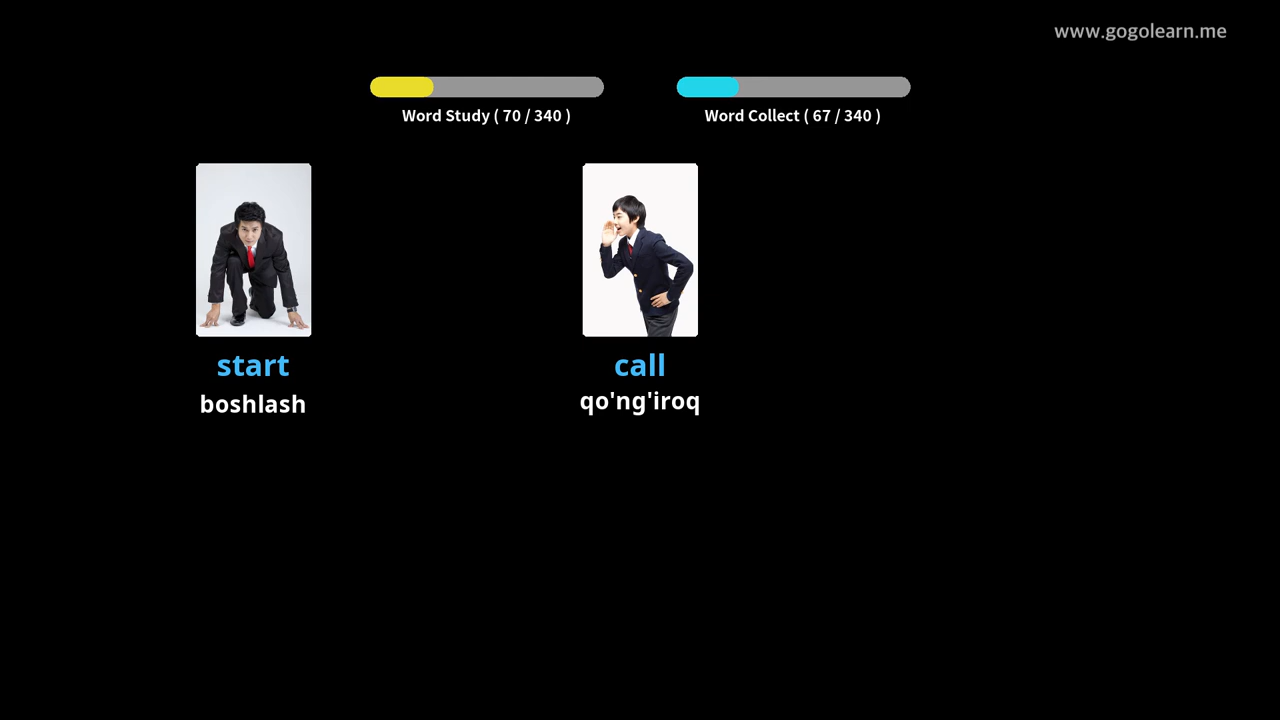 www.gogolearn.me
Word Study ( 70 / 340 )
Word Collect ( 67 / 340 )
start
call
boshlash
qo'ng'iroq